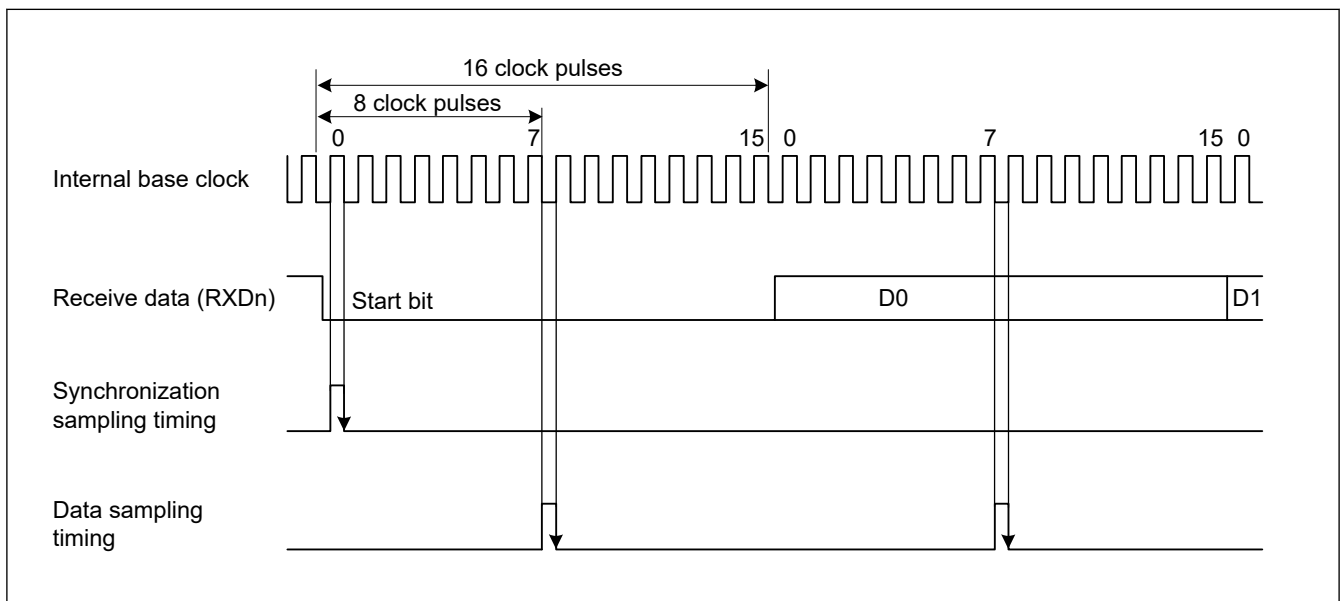 16 clock pulses
8 clock pulses
0 7 15 0 7 15 0
Internal base clock
Receive data (RXDn)
Start bit
D0
D1
Synchronization
sampling timing
Data sampling
timing